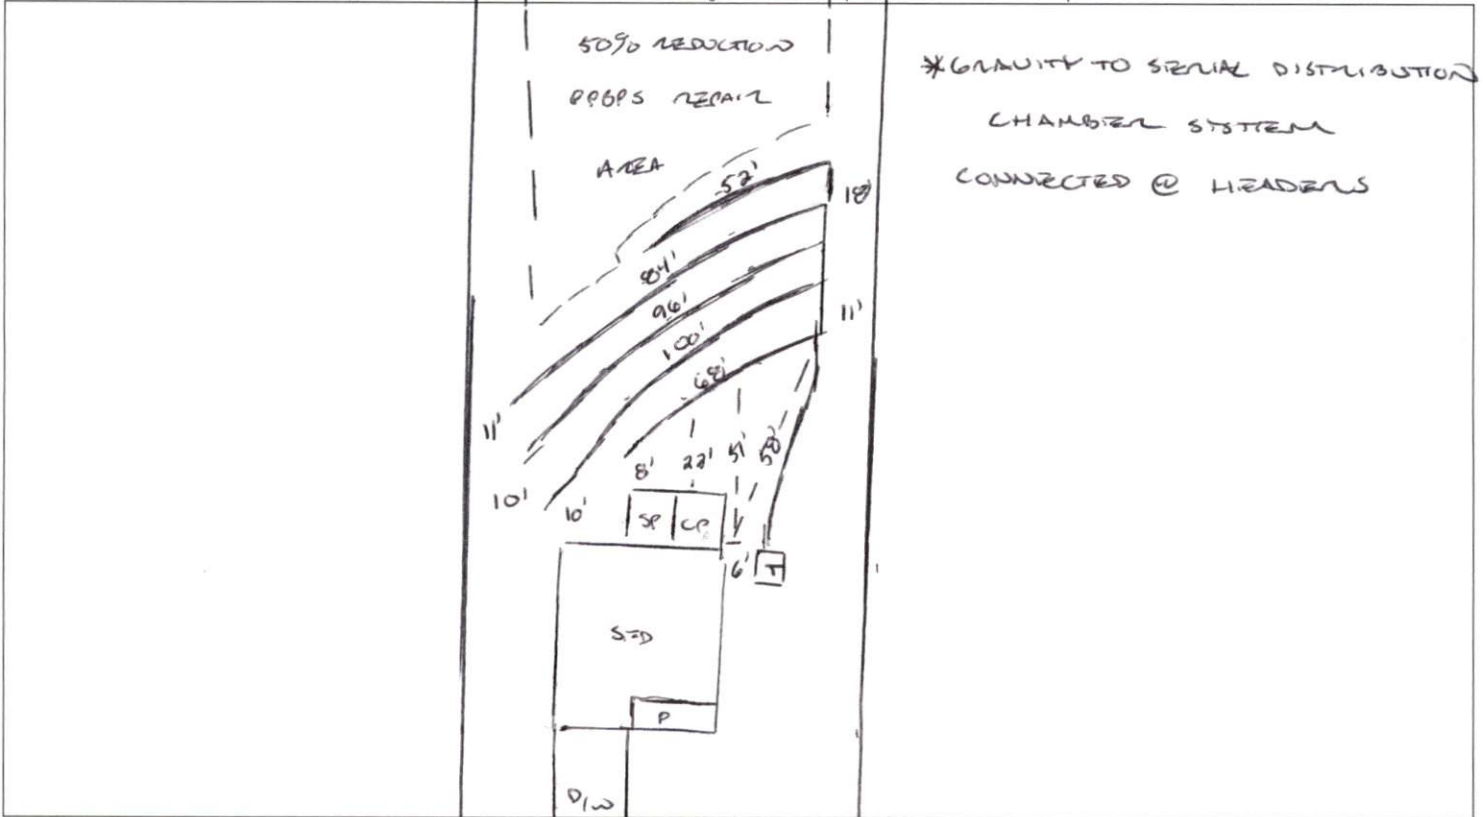 50% REDUCTION
PPBPS REPAIR
AREA
*GRAVITY TO SERIAL DISTRIBUTION
CHAMBER SYSTEM
CONNECTED @ HEADERS
52'
18'
84'
96'
11'
100'
68'
11'
8'
22'
51'
58'
10'
10'
SP
CP
6'
T
SFD
P
D/W